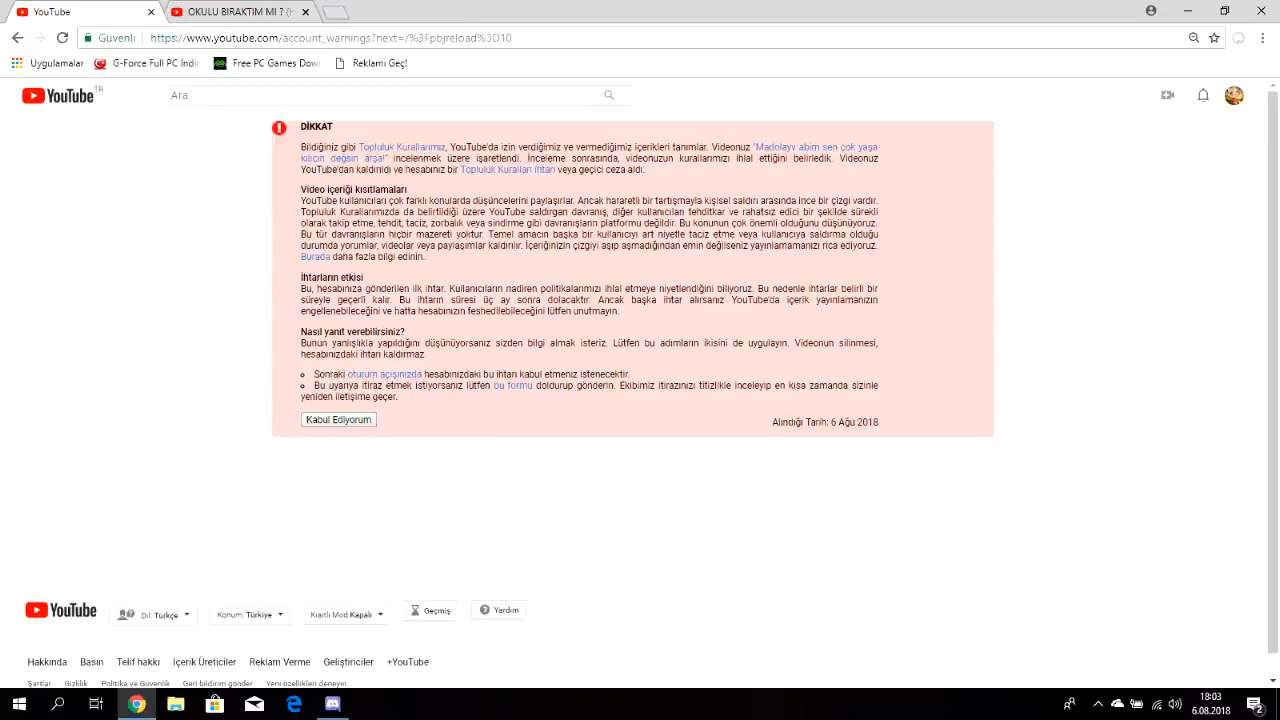 YouTube
OKULU BIRAKTIM MI ?
Güvenli
https://www.youtube.com/account_warnings?next=/%3Fpbjreload%3D10
Uygulamalar
G-Force Full PC İndir
Free PC Games Dow
Reklamı Geç!
YouTube TR
Ara
DİKKAT
Bildiğiniz gibi Topluluk Kurallarımız, YouTube'da izin verdiğimiz ve vermediğimiz içerikleri tanımlar. Videonuz "Madolayv abim sen çok yaşa
kılıcın değsin arşa!" incelenmek üzere işaretlendi. İnceleme sonrasında, videonuzun kurallarımızı ihlal ettiğini belirledik. Videonuz
YouTube'dan kaldırıldı ve hesabınız bir Topluluk Kuralları ihtarı veya geçici ceza aldı.
Video içeriği kısıtlamaları
YouTube kullanıcıları çok farklı konularda düşüncelerini paylaşırlar. Ancak hararetli bir tartışmayla kişisel saldırı arasında ince bir çizgi vardır.
Topluluk Kurallarımızda da belirtildiği üzere YouTube saldırgan davranış, diğer kullanıcıları tehditkar ve rahatsız edici bir şekilde sürekli
olarak takip etme, tehdit, taciz, zorbalık veya sindirme gibi davranışların platformu değildir. Bu konunun çok önemli olduğunu düşünüyoruz.
Bu tür davranışların hiçbir mazereti yoktur. Temel amacın başka bir kullanıcıyı art niyetle taciz etme veya kullanıcıya saldırma olduğu
durumda yorumlar, videolar veya paylaşımlar kaldırılır. İçeriğinizin çizgiyi aşıp aşmadığından emin değilseniz yayınlamamanızı rica ediyoruz.
Burada daha fazla bilgi edinin.
İhtarların etkisi
Bu, hesabınıza gönderilen ilk ihtar. Kullanıcıların nadiren politikalarımızı ihlal etmeye niyetlendiğini biliyoruz. Bu nedenle ihtarlar belirli bir
süreyle geçerli kalır. Bu ihtarın süresi üç ay sonra dolacaktır. Ancak başka ihtar alırsanız YouTube'da içerik yayınlamanızın
engellenebileceğini ve hatta hesabınızın feshedilebileceğini lütfen unutmayın.
Nasıl yanıt verebilirsiniz?
Bunun yanlışlıkla yapıldığını düşünüyorsanız sizden bilgi almak isteriz. Lütfen bu adımların ikisini de uygulayın. Videonun silinmesi,
hesabınızdaki ihtarı kaldırmaz.
Sonraki oturum açışınızda hesabınızdaki bu ihtarı kabul etmeniz istenecektir.
Bu uyarıya itiraz etmek istiyorsanız lütfen bu formu doldurup gönderin. Ekibimiz itirazınızı titizlikle inceleyip en kısa zamanda sizinle
yeniden iletişime geçer.
Kabul Ediyorum
Alındığı Tarih: 6 Ağu 2018
YouTube
Dil: Türkçe
Konum: Türkiye
Kısıtlı Mod Kapalı
Geçmiş
Yardım
Hakkında Basın Telif hakkı İçerik Üreticiler Reklam Verme Geliştiriciler +YouTube
Şartlar Gizlilik Politika ve Güvenlik Geri bildirim gönder Yeni özellikleri deneyin
18:03
6.08.2018
2